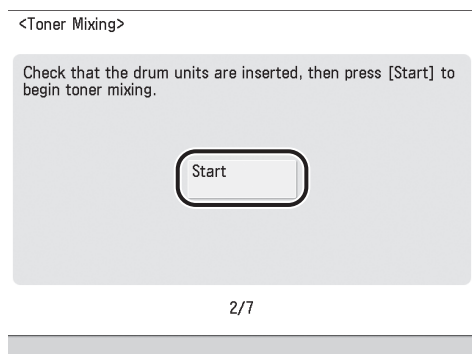 <Toner Mixing>
Check that the drum units are inserted, then press [Start] to
begin toner mixing.
Start
2/7